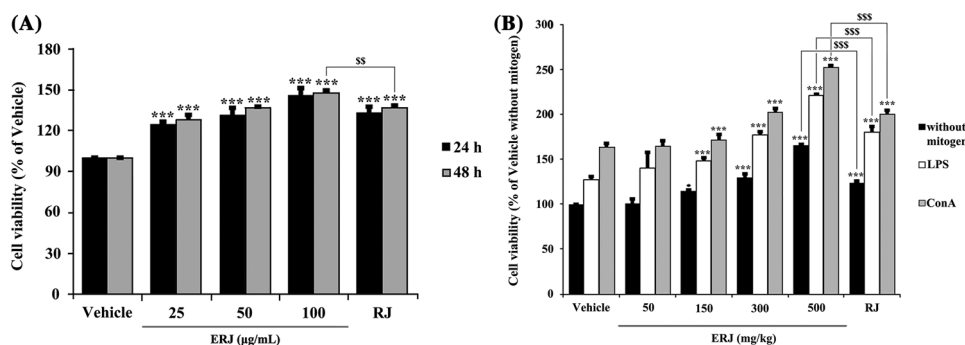 (A)
Cell viability (% of Vehicle)
180
150
120
90
60
30
0
*** *** *** *** *** *** *** ***
$$
24 h
48 h
Vehicle 25 50 100 RJ
ERJ (µg/mL)
(B)
Cell viability (% of Vehicle without mitogen)
300
250
200
150
100
50
0
$$$
$$$
$$$
* *** *** *** *** *** *** *** *** *** *** ***
without
mitogen
LPS
ConA
Vehicle 50 150 300 500 RJ
ERJ (mg/kg)